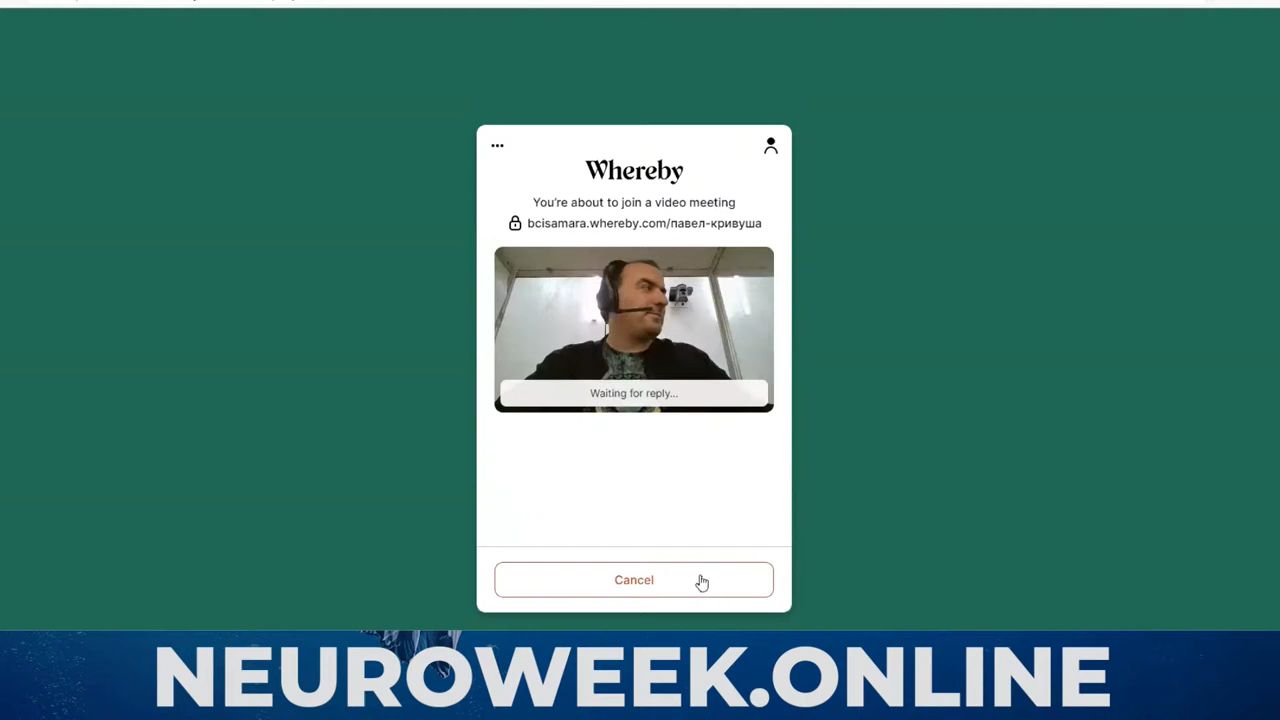 Whereby
You're about to join a video meeting
bcisamara.whereby.com/павел-кривуша
Waiting for reply...
Cancel
NEUROWEEK.ONLINE